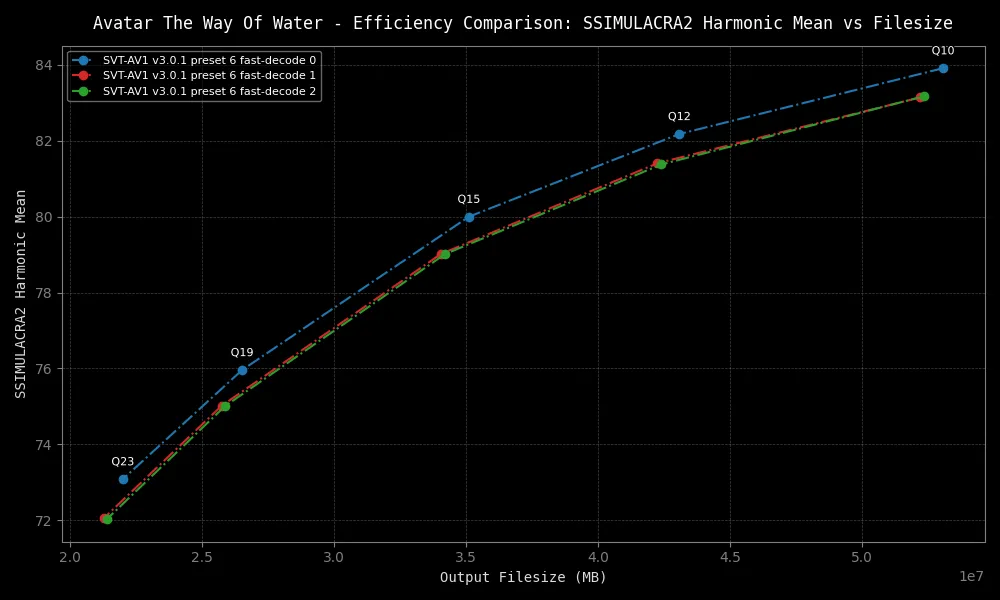 Avatar The Way Of Water - Efficiency Comparison: SSIMULACRA2 Harmonic Mean vs Filesize
SVT-AV1 v3.0.1 preset 6 fast-decode 0
SVT-AV1 v3.0.1 preset 6 fast-decode 1
SVT-AV1 v3.0.1 preset 6 fast-decode 2
Q10
Q12
Q15
Q19
Q23
SSIMULACRA2 Harmonic Mean
84
82
80
78
76
74
72
2.0 2.5 3.0 3.5 4.0 4.5 5.0
1e7
Output Filesize (MB)